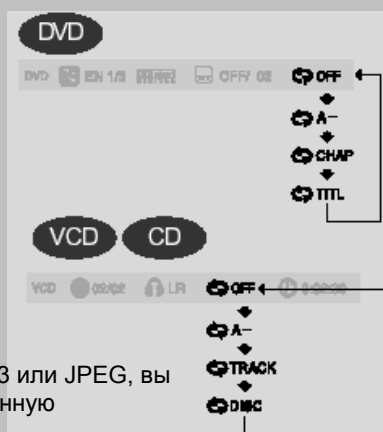 DVD
DVD EN 1/3 OFF/ 02 OFF
A-
CHAP
TITL
VCD CD
VCD 02/02 LR OFF
A-
3 или JPEG, вы TRACK
нную DISC